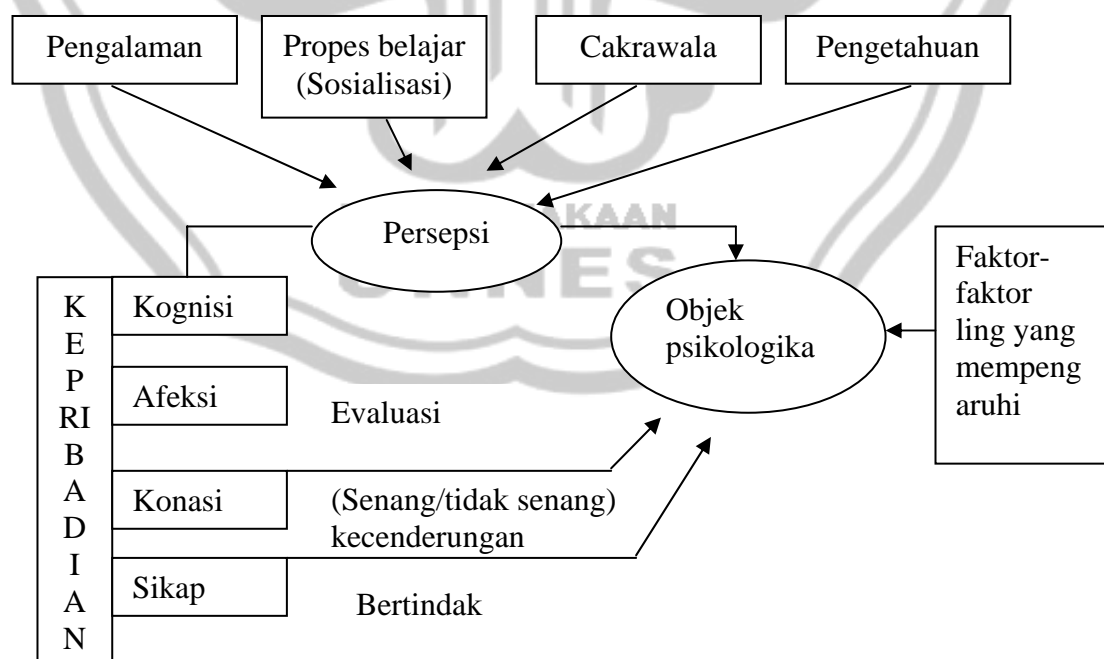 Pengalaman
Propes belajar
(Sosialisasi)
Cakrawala
Pengetahuan
Persepsi
Faktor-
faktor
ling yang
mempeng
aruhi
Objek
psikologika
K
E
P
RI
B
A
D
I
A
N
Kognisi
Afeksi
Evaluasi
Konasi
(Senang/tidak senang)
kecenderungan
Sikap
Bertindak